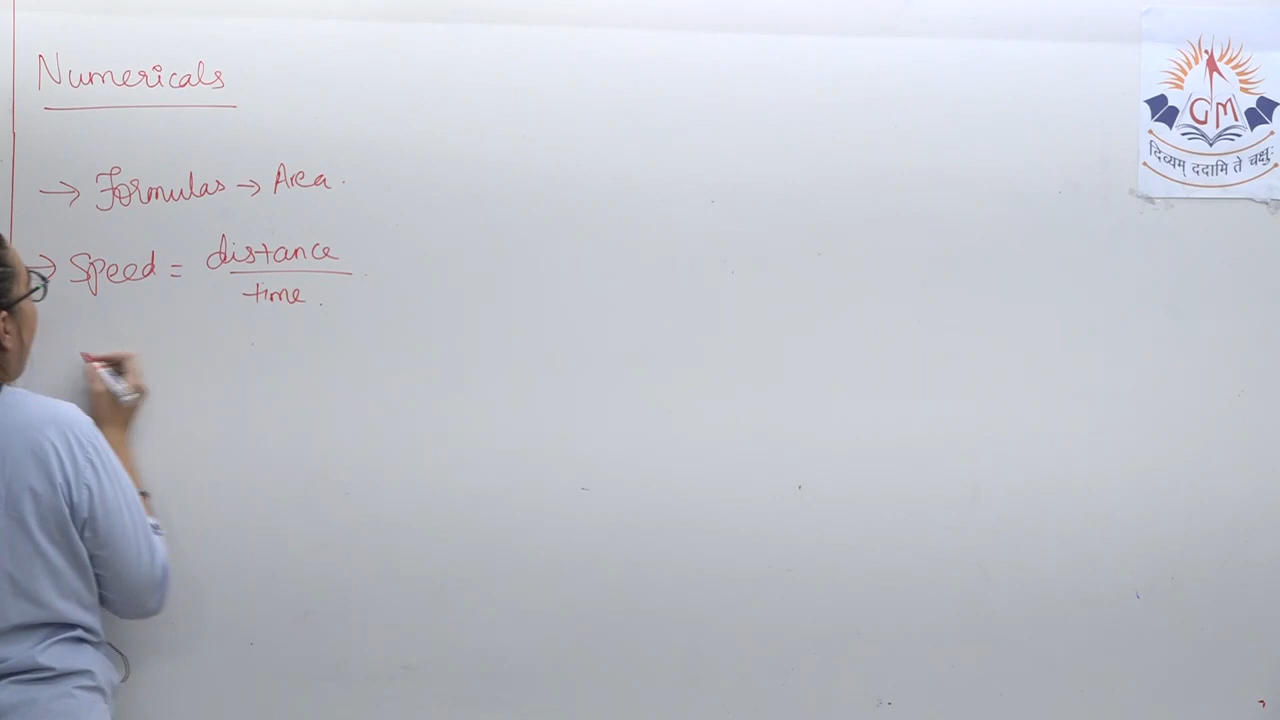 Numericals
→ Formulas → Area.
→ Speed = distance
time.
GM
दिव्यम् ददामि ते चक्षुः